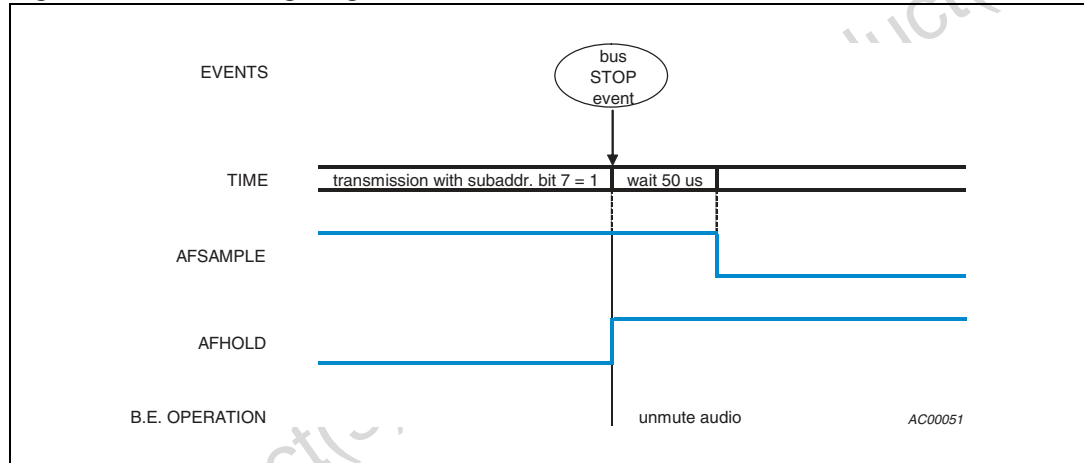 EVENTS
bus
STOP
event
TIME
transmission with subaddr. bit 7 = 1
wait 50 us
AFSAMPLE
AFHOLD
B.E. OPERATION
unmute audio
AC00051